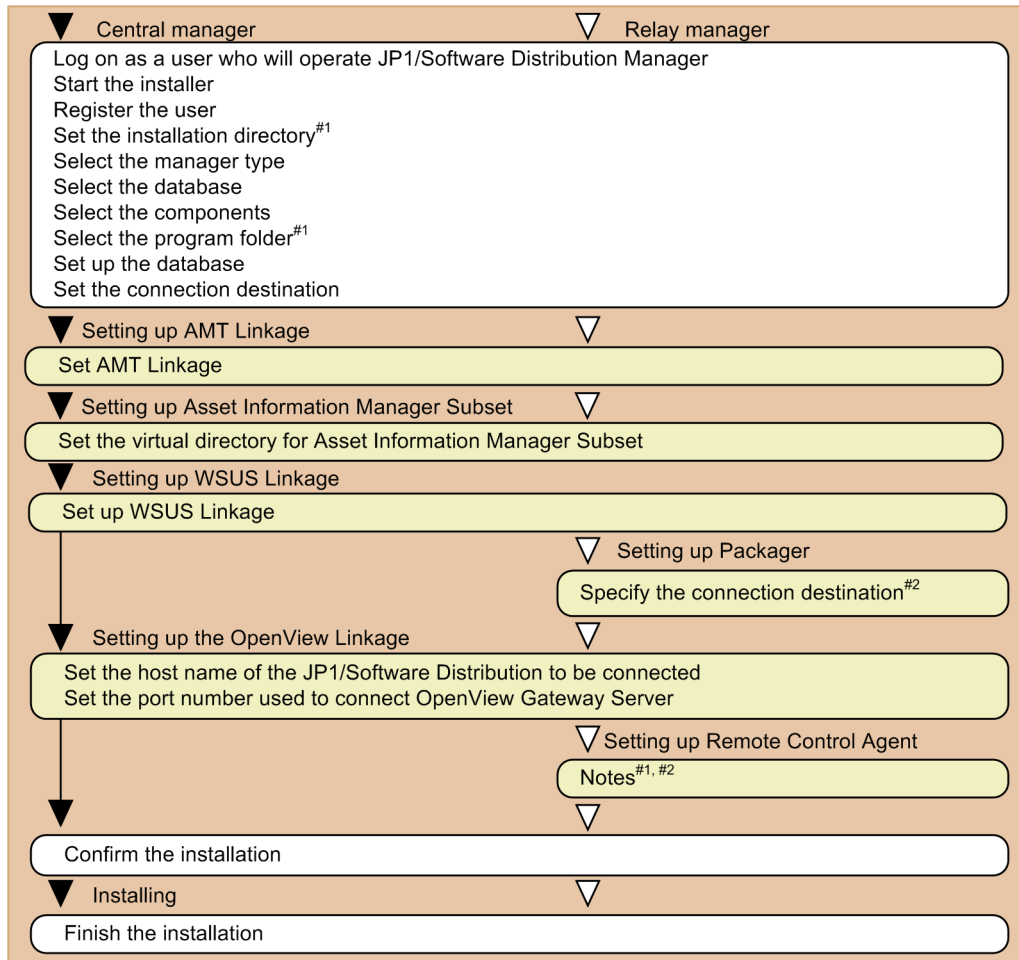 Central manager
Relay manager
Log on as a user who will operate JP1/Software Distribution Manager
Start the installer
Register the user
Set the installation directory#1
Select the manager type
Select the database
Select the components
Select the program folder#1
Set up the database
Set the connection destination
Setting up AMT Linkage
Set AMT Linkage
Setting up Asset Information Manager Subset
Set the virtual directory for Asset Information Manager Subset
Setting up WSUS Linkage
Set up WSUS Linkage
Setting up Packager
Specify the connection destination#2
Setting up the OpenView Linkage
Set the host name of the JP1/Software Distribution to be connected
Set the port number used to connect OpenView Gateway Server
Setting up Remote Control Agent
Notes#1, #2
Confirm the installation
Installing
Finish the installation